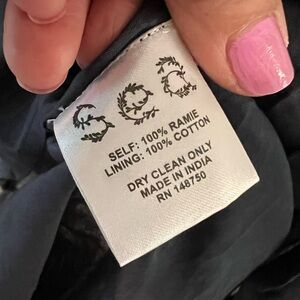 SELF: 100% RAMIE
LINING: 100% COTTON
DRY CLEAN ONLY
MADE IN INDIA
RN 148750